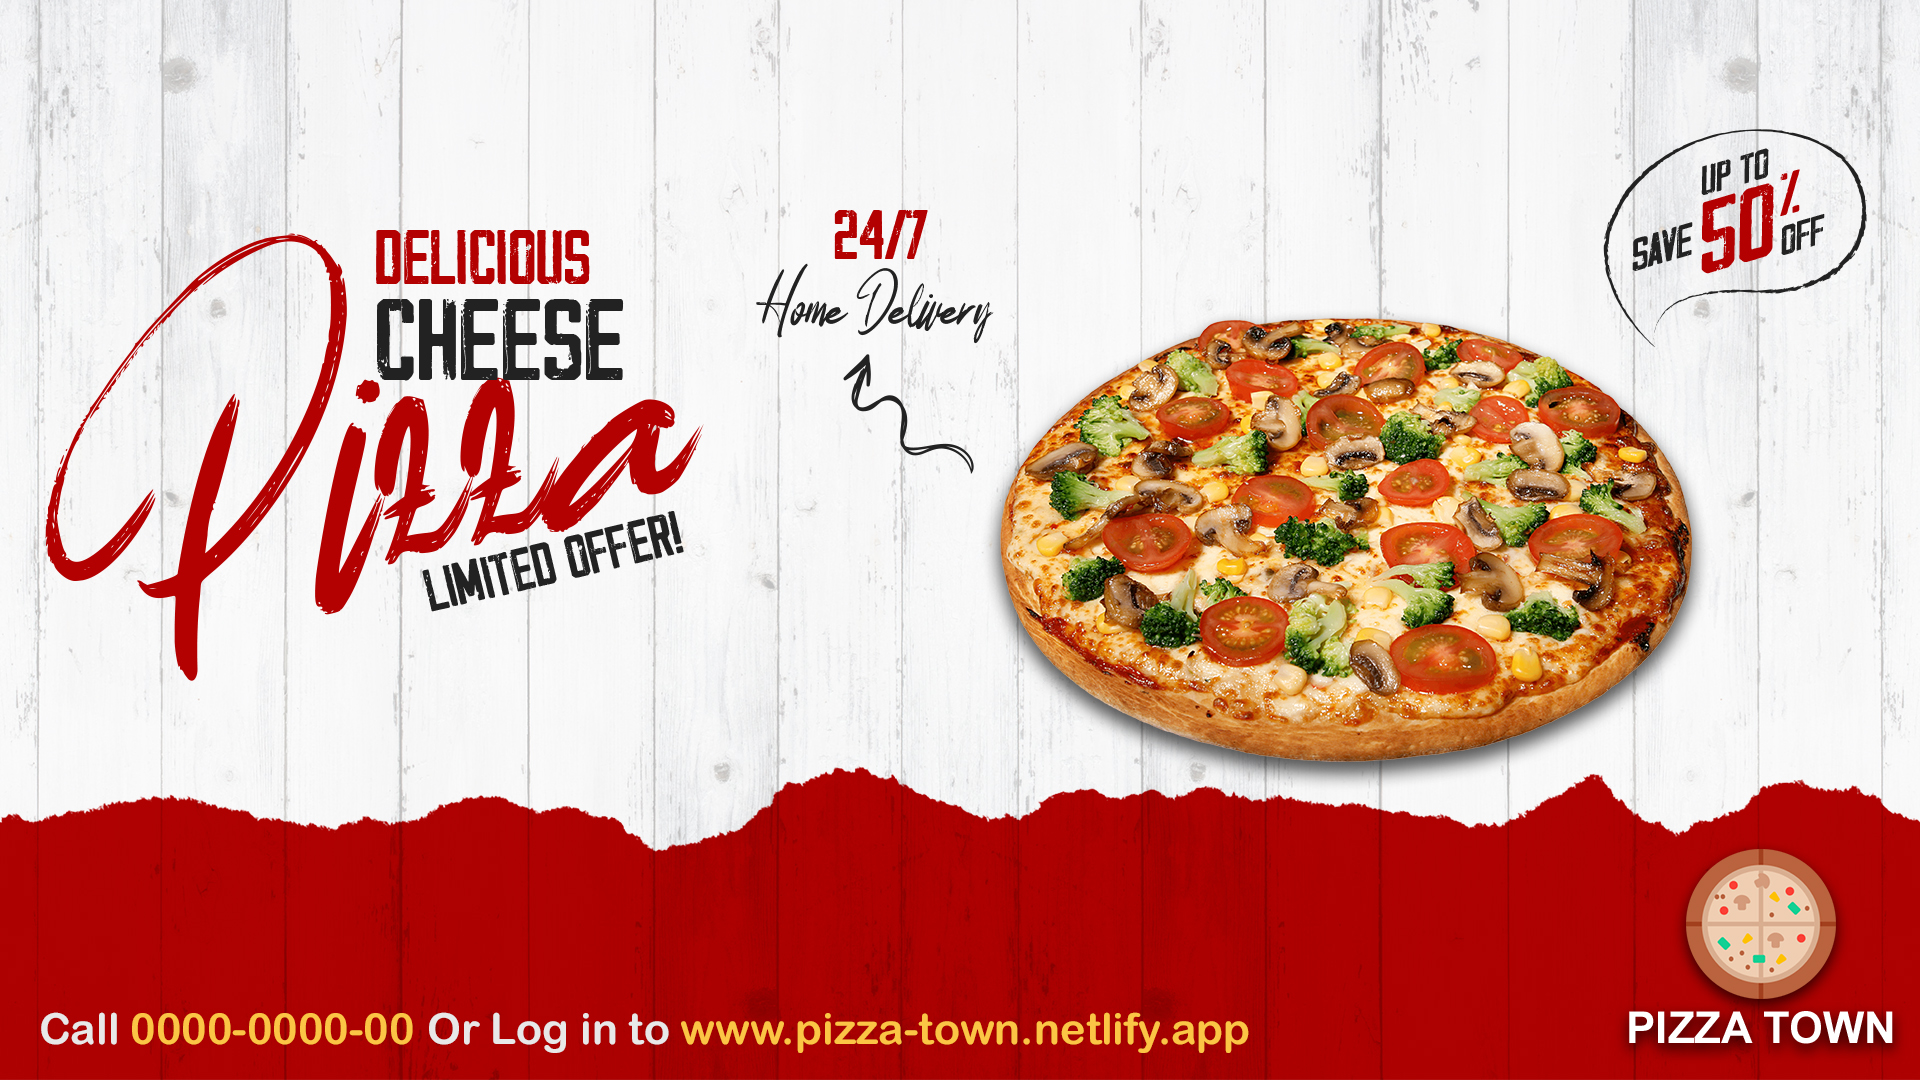 DELICIOUS
CHEESE
Pizza
LIMITED OFFER!
24/7
Home Delivery
UP TO
SAVE 50% OFF
Call 0000-0000-00 Or Log in to www.pizza-town.netlify.app
PIZZA TOWN